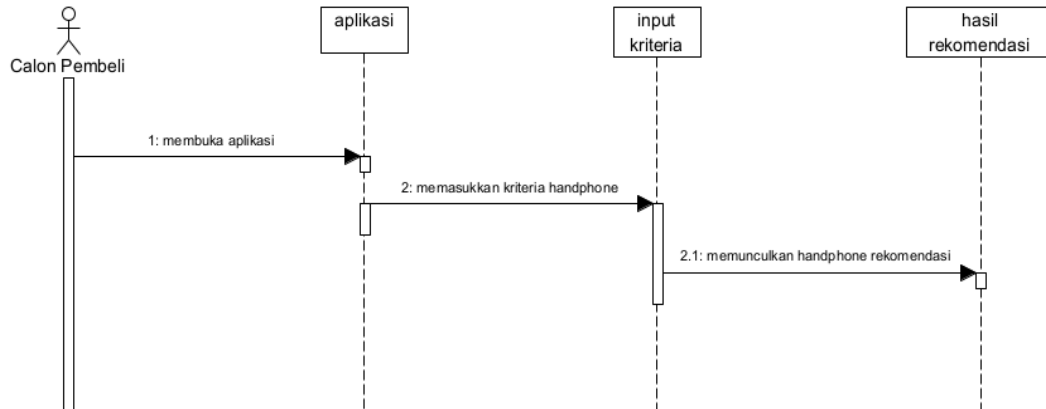 aplikasi
input
kriteria
hasil
rekomendasi
Calon Pembeli
1: membuka aplikasi
2: memasukkan kriteria handphone
2.1: memunculkan handphone rekomendasi